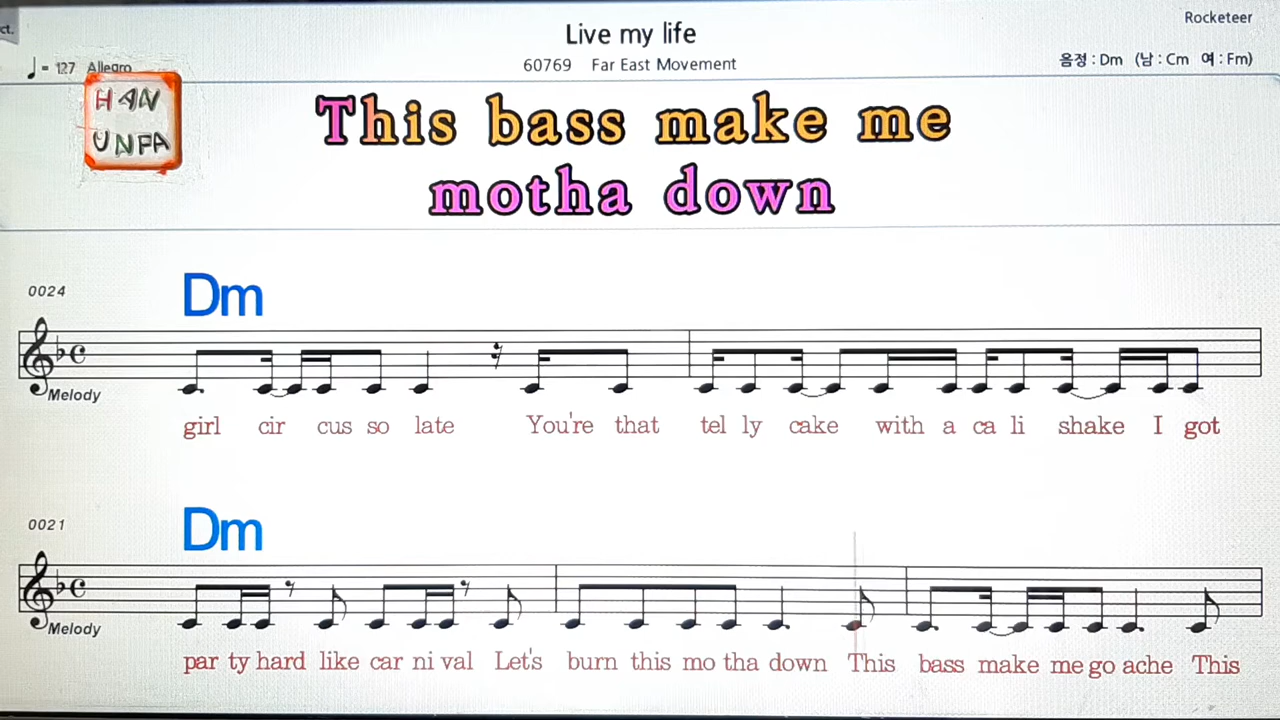 ct.
Live my life
Rocketeer
= 127 Allegro
60769 Far East Movement
음정 : Dm (남 : Cm 여 : Fm)
HAN
UNPA
This bass make me
motha down
0024
Dm
Melody
girl cir cus so late You're that tel ly cake with a ca li shake I got
0021
Dm
Melody
par ty hard like car ni val Let's burn this mo tha down This bass make me go ache This